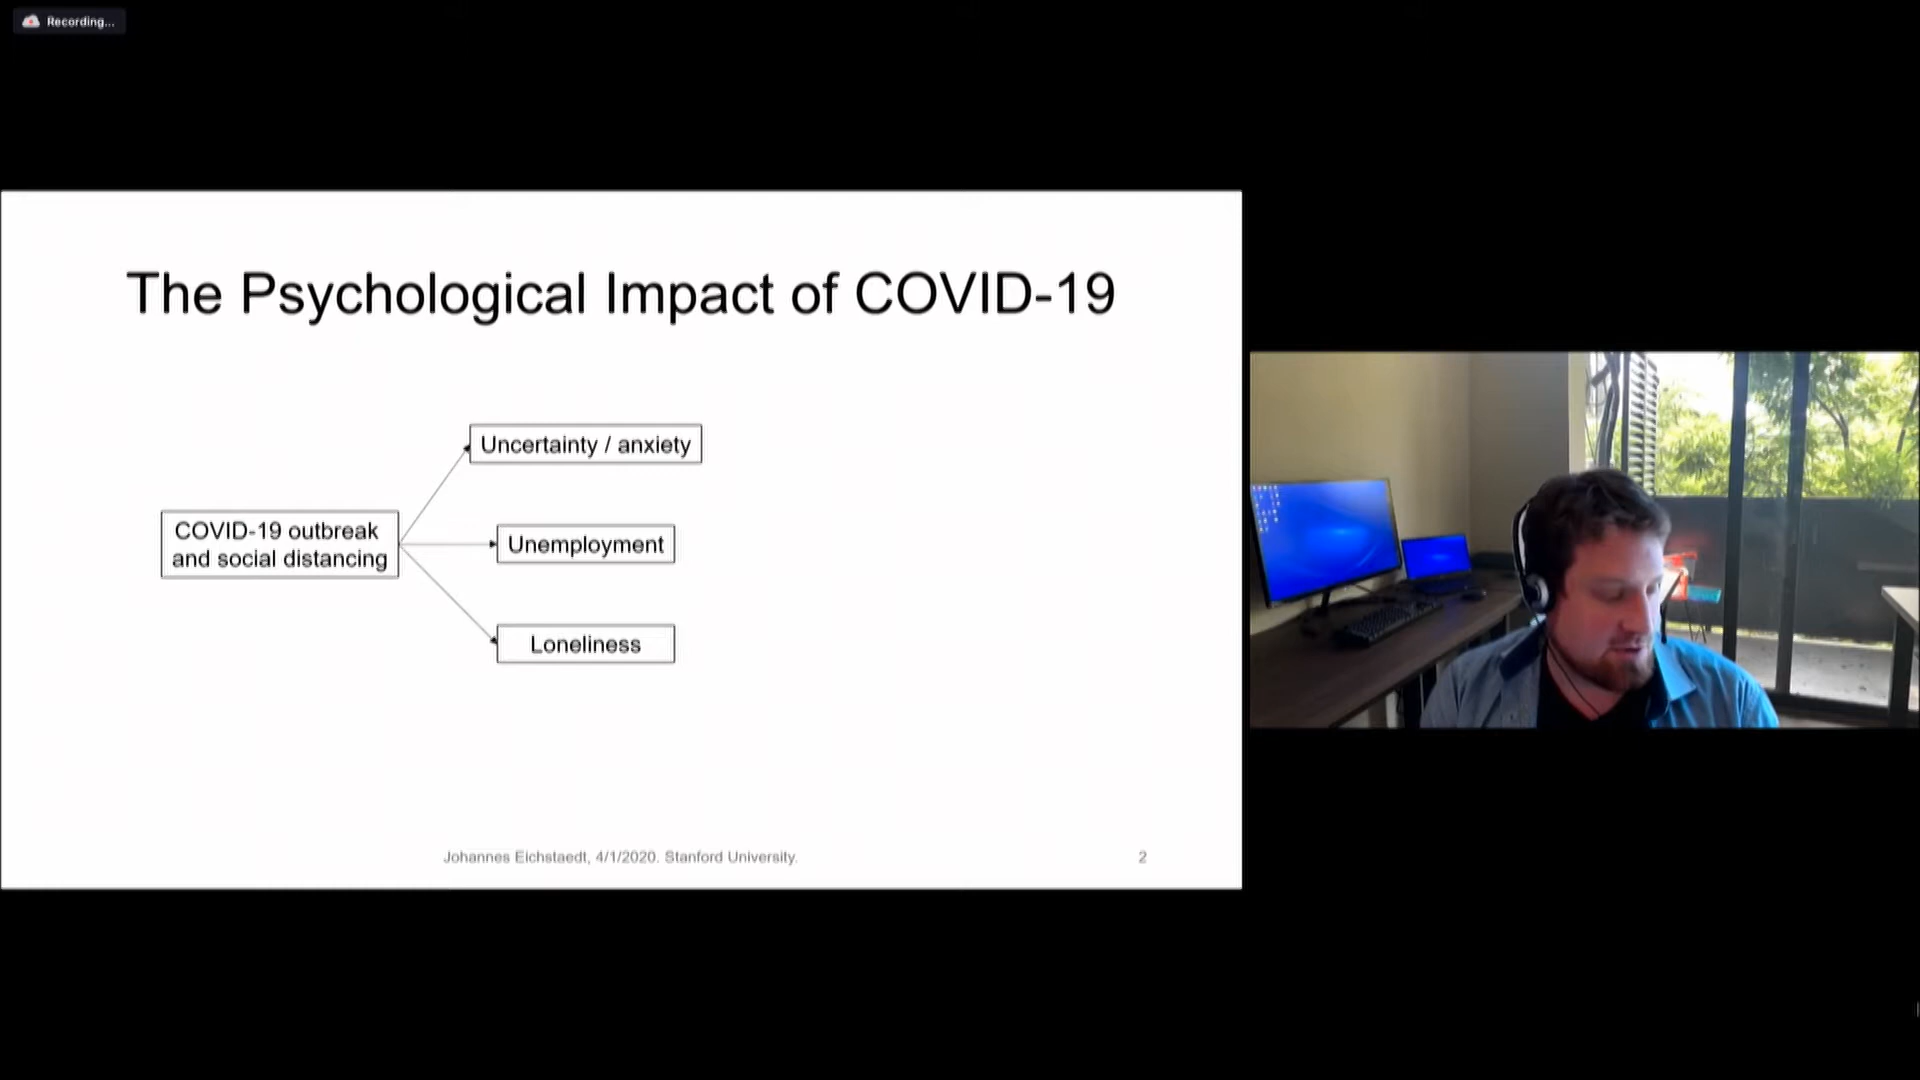 Recording...
The Psychological Impact of COVID-19
Uncertainty / anxiety
COVID-19 outbreak
and social distancing
Unemployment
Loneliness
Johannes Eichstaedt, 4/1/2020. Stanford University.
2